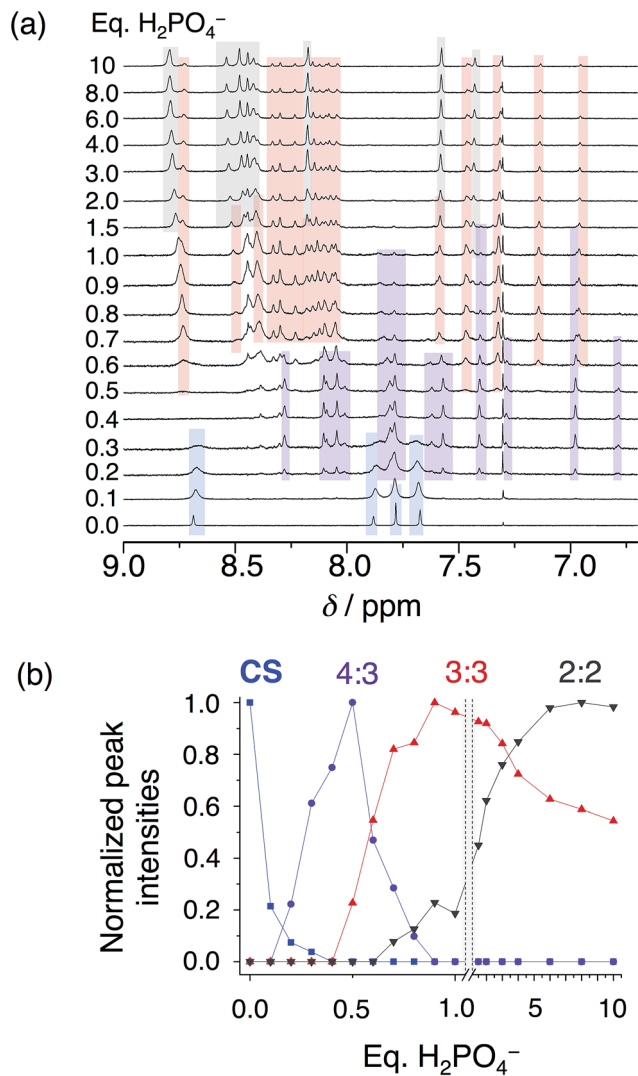 (a)
Eq. H₂PO₄⁻
10
8.0
6.0
4.0
3.0
2.0
1.5
1.0
0.9
0.8
0.7
0.6
0.5
0.4
0.3
0.2
0.1
0.0
9.0 8.5 8.0 7.5 7.0
δ / ppm
(b)
CS 4:3 3:3 2:2
Normalized peak
intensities
1.0
0.8
0.6
0.4
0.2
0.0
0.0 0.5 1.0 5 10
Eq. H₂PO₄⁻